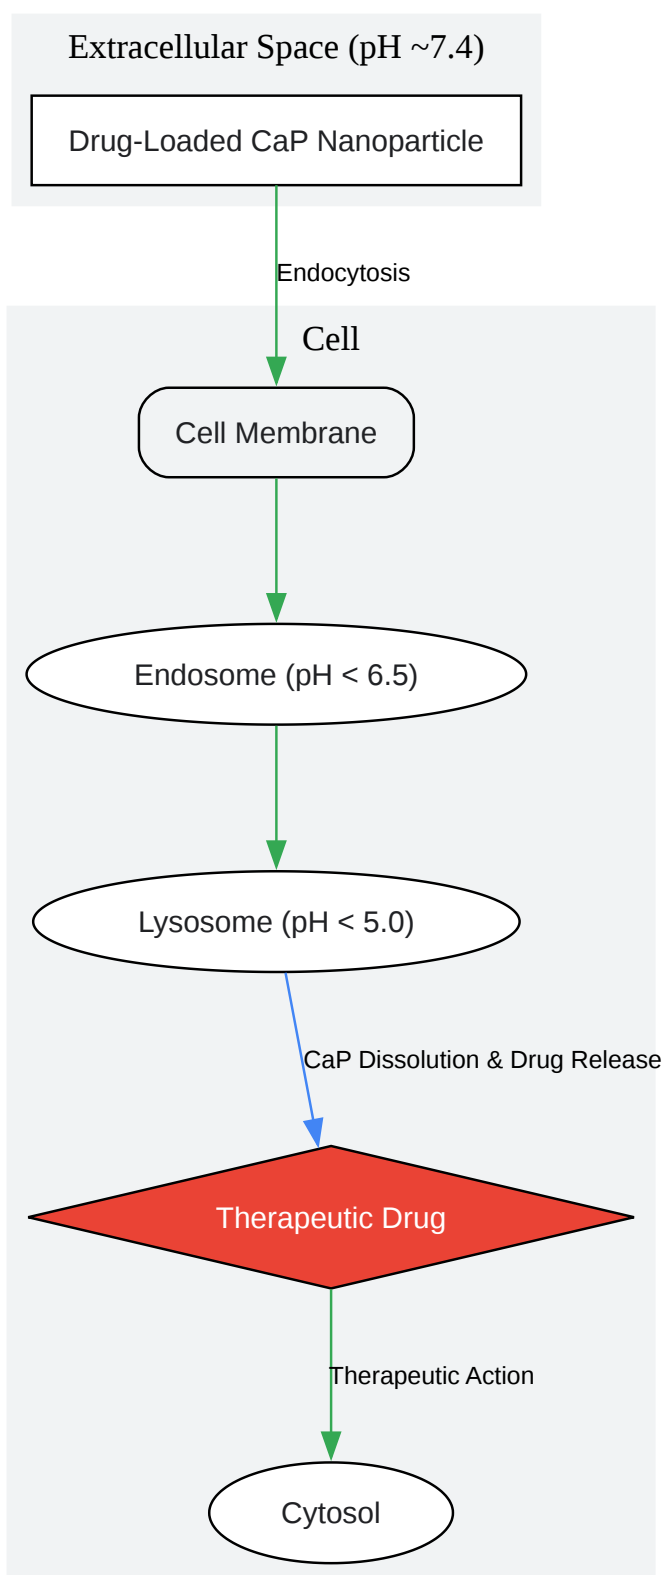 Extracellular Space (pH ~7.4)
Drug-Loaded CaP Nanoparticle
Endocytosis
Cell
Cell Membrane
Endosome (pH < 6.5)
Lysosome (pH < 5.0)
CaP Dissolution & Drug Release
Therapeutic Drug
Therapeutic Action
Cytosol